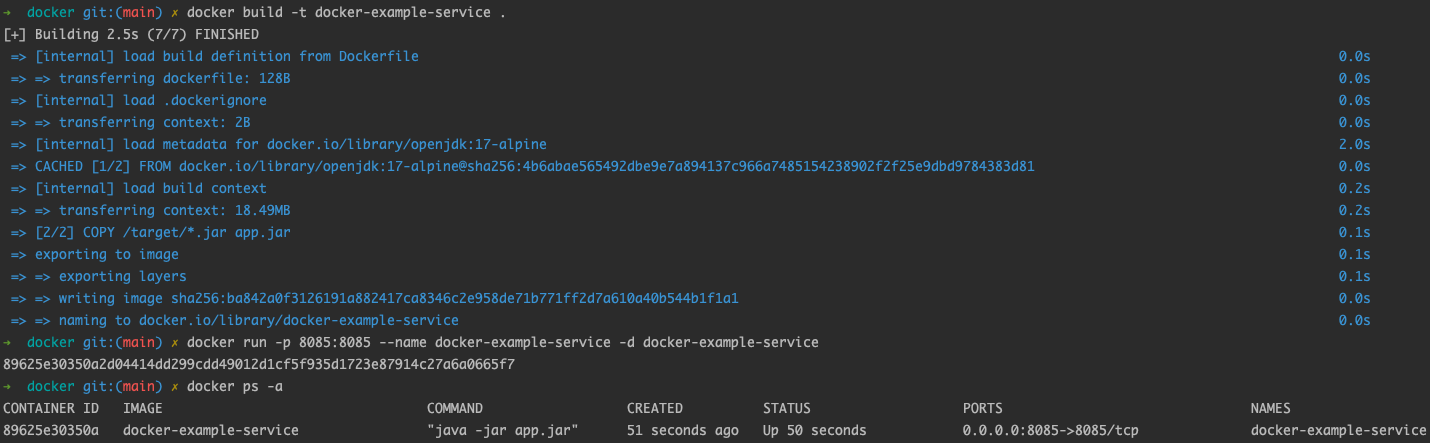 → docker git:(main) ✗ docker build -t docker-example-service .
[+] Building 2.5s (7/7) FINISHED
=> [internal] load build definition from Dockerfile 0.0s
=> => transferring dockerfile: 128B 0.0s
=> [internal] load .dockerignore 0.0s
=> => transferring context: 2B 0.0s
=> [internal] load metadata for docker.io/library/openjdk:17-alpine 2.0s
=> CACHED [1/2] FROM docker.io/library/openjdk:17-alpine@sha256:4b6abae565492dbe9e7a894137c966a7485154238902f2f25e9dbd9784383d81 0.0s
=> [internal] load build context 0.2s
=> => transferring context: 18.49MB 0.2s
=> [2/2] COPY /target/*.jar app.jar 0.1s
=> exporting to image 0.1s
=> => exporting layers 0.1s
=> => writing image sha256:ba842a0f3126191a882417ca8346c2e958de71b771ff2d7a610a40b544b1f1a1 0.0s
=> => naming to docker.io/library/docker-example-service 0.0s
→ docker git:(main) ✗ docker run -p 8085:8085 --name docker-example-service -d docker-example-service
89625e30350a2d04414dd299cdd49012d1cf5f935d1723e87914c27a6a0665f7
→ docker git:(main) ✗ docker ps -a
CONTAINER ID IMAGE COMMAND CREATED STATUS PORTS NAMES
89625e30350a docker-example-service "java -jar app.jar" 51 seconds ago Up 50 seconds 0.0.0.0:8085->8085/tcp docker-example-service